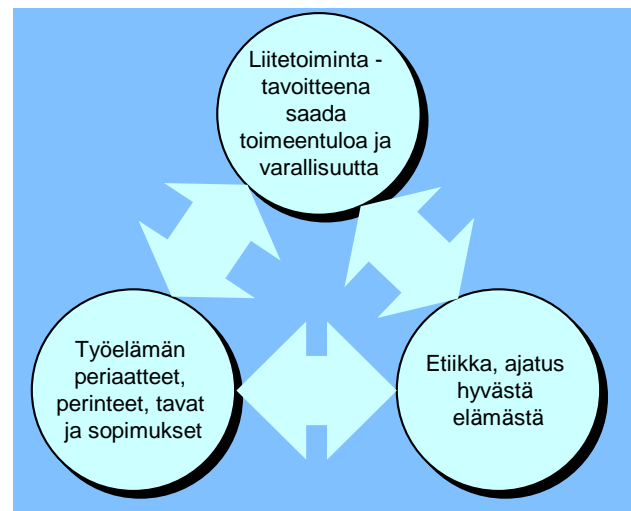 Liitetoiminta -
tavoitteena
saada
toimeentuloa ja
varallisuutta
Työelämän
periaatteet,
perinteet, tavat
ja sopimukset
Etiikka, ajatus
hyvästä
elämästä